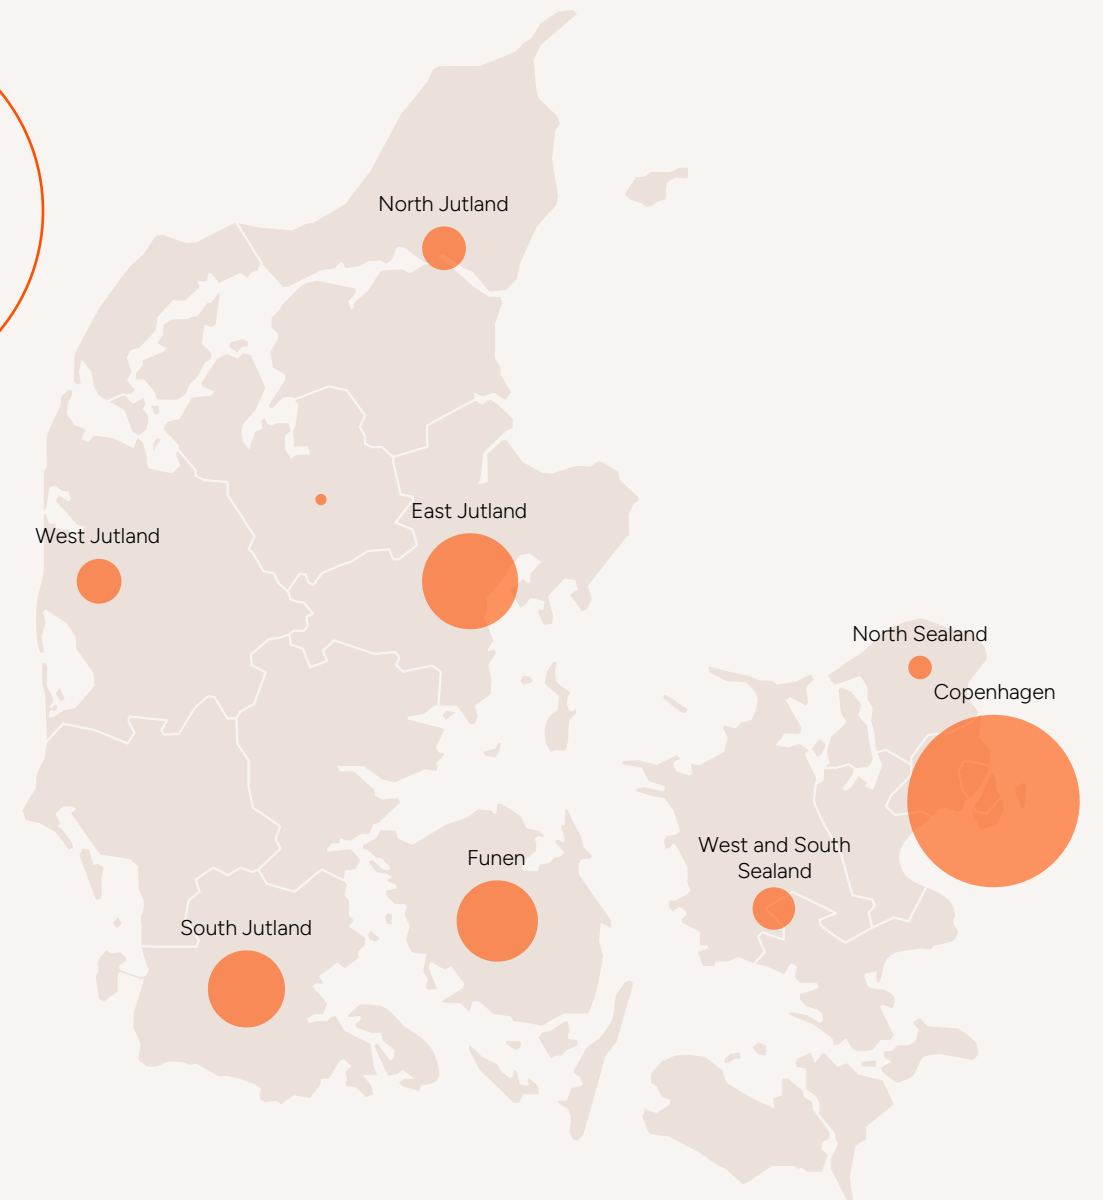 North Jutland
East Jutland
West Jutland
North Sealand
Copenhagen
West and South
Sealand
Funen
South Jutland